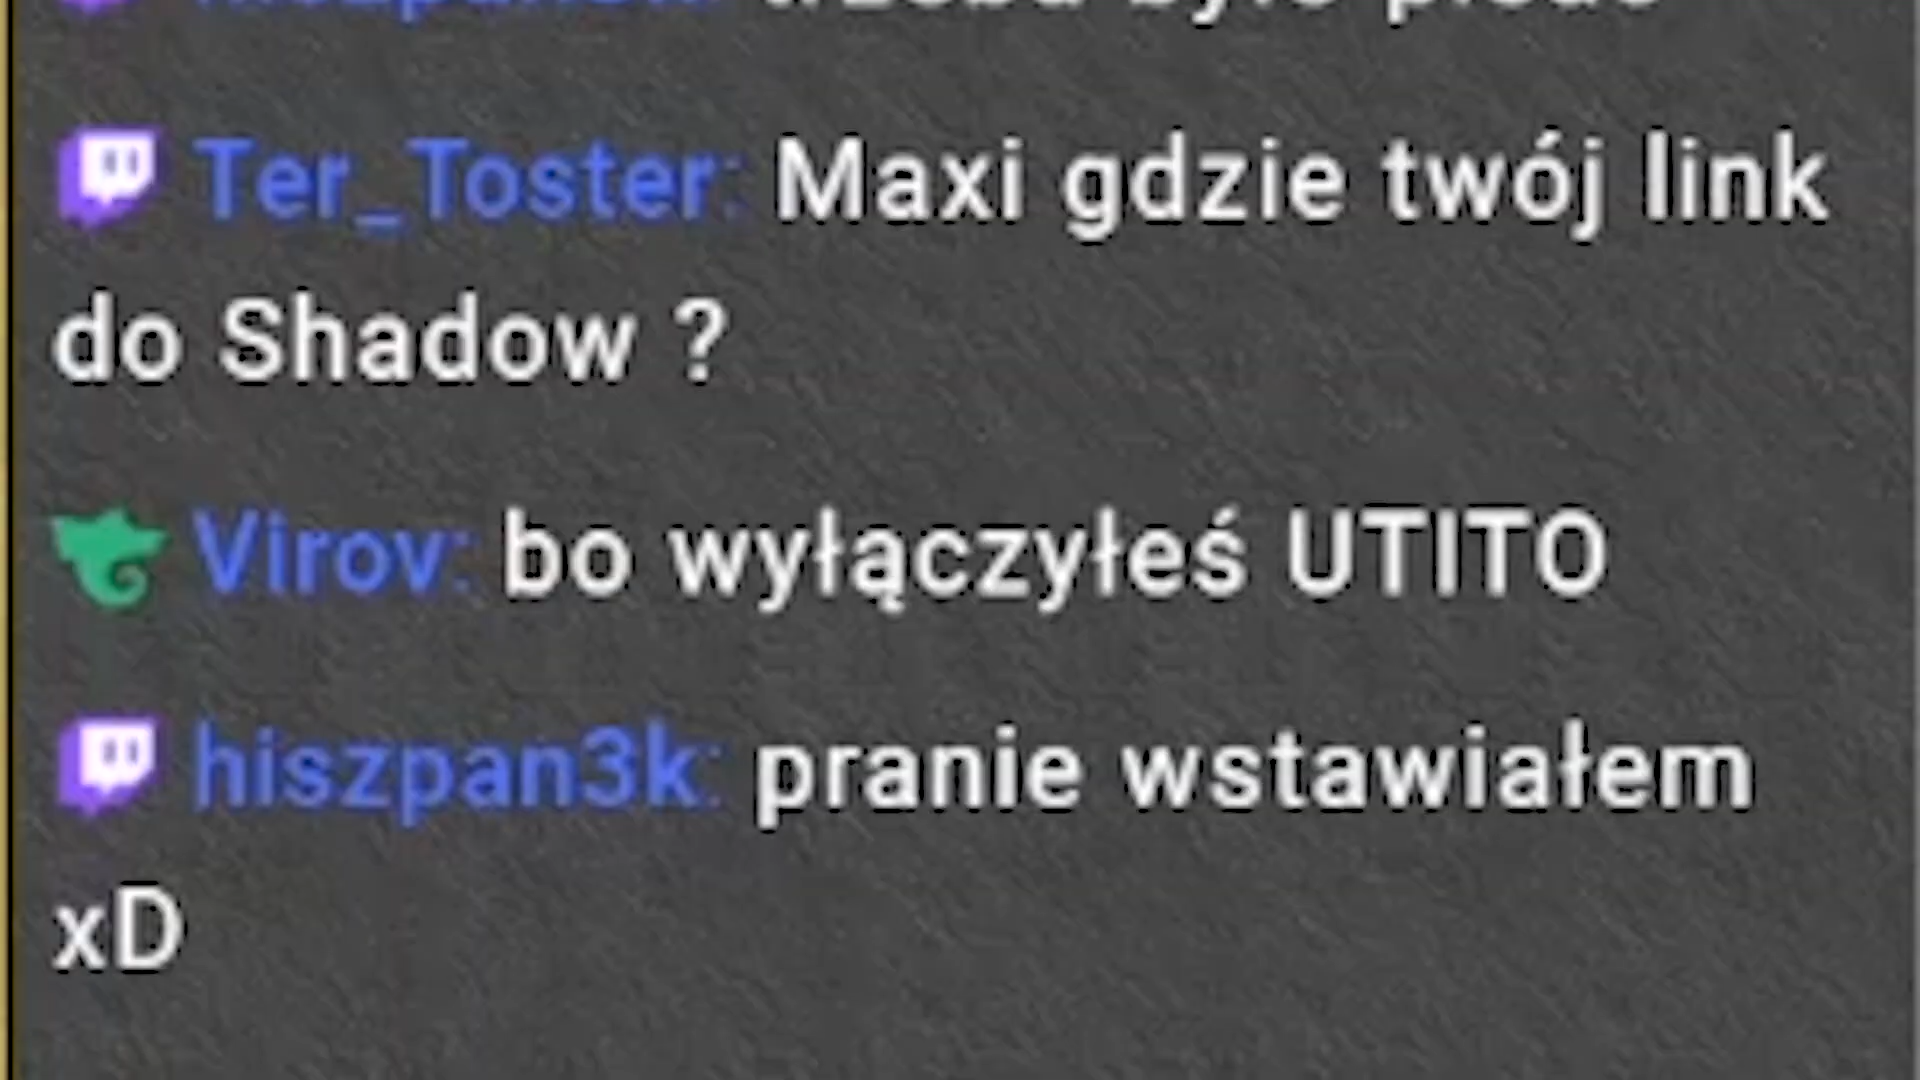 Ter_Toster: Maxi gdzie twój link
do Shadow ?
Virov: bo wyłączyłeś UTITO
hiszpan3k: pranie wstawiałem
xD